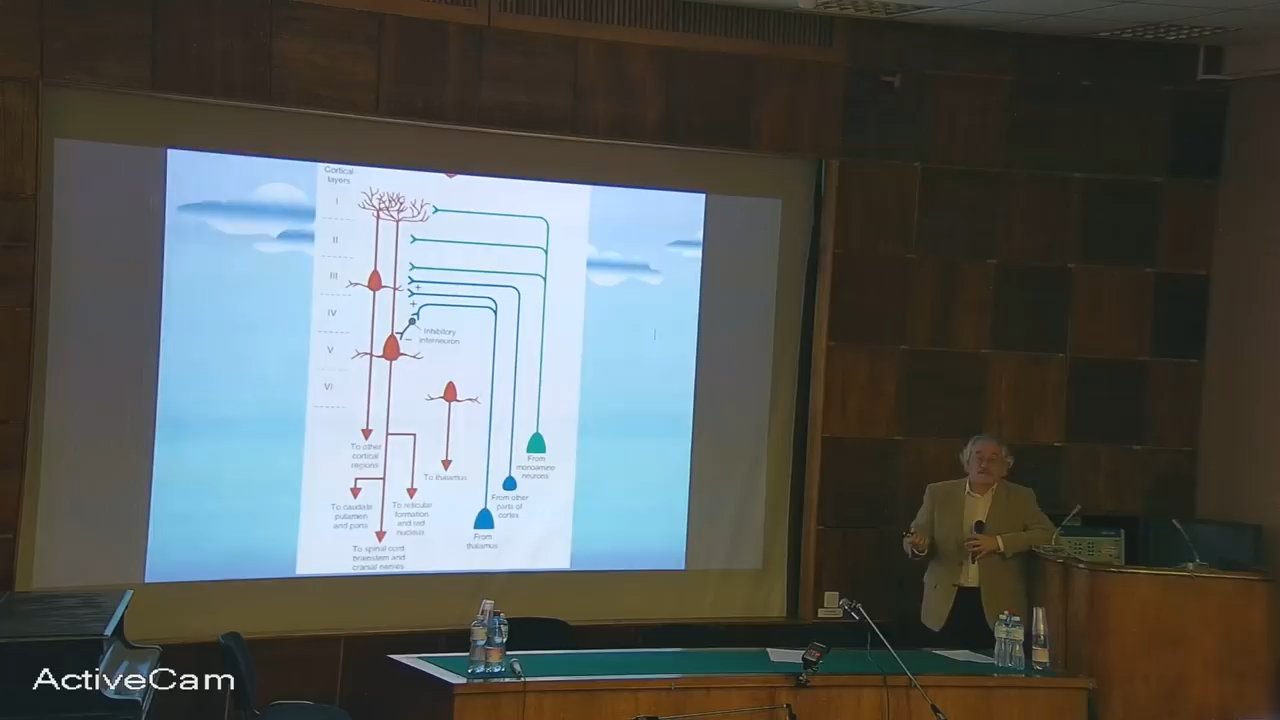 Cortical
layers
I
II
III
IV
V
VI
+
+
−
Inhibitory
interneuron
To other
cortical
regions
To thalamus
From
monoamine
neurons
To caudate
putamen
and pons
To reticular
formation
and red
nucleus
From other
parts of
cortex
From
thalamus
To spinal cord
brainstem and
cranial nerves
ActiveCam